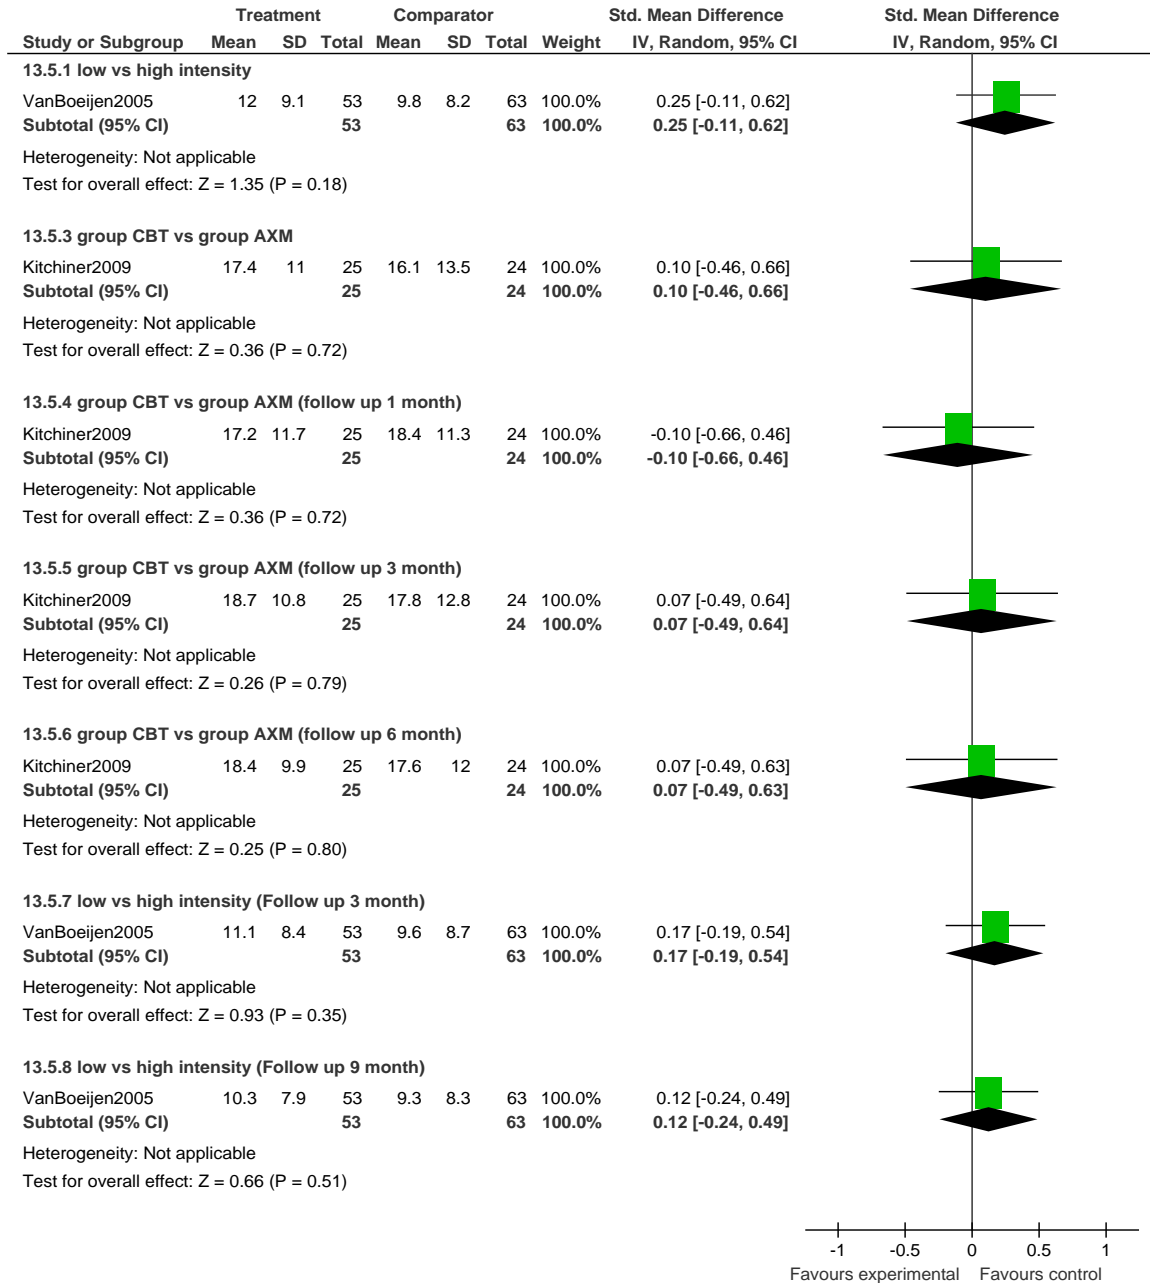 Treatment Comparator Std. Mean Difference Std. Mean Difference
Study or Subgroup Mean SD Total Mean SD Total Weight IV, Random, 95% CI IV, Random, 95% CI
13.5.1 low vs high intensity
VanBoeijen2005 12 9.1 53 9.8 8.2 63 100.0% 0.25 [-0.11, 0.62]
Subtotal (95% CI) 53 63 100.0% 0.25 [-0.11, 0.62]
Heterogeneity: Not applicable
Test for overall effect: Z = 1.35 (P = 0.18)
13.5.3 group CBT vs group AXM
Kitchiner2009 17.4 11 25 16.1 13.5 24 100.0% 0.10 [-0.46, 0.66]
Subtotal (95% CI) 25 24 100.0% 0.10 [-0.46, 0.66]
Heterogeneity: Not applicable
Test for overall effect: Z = 0.36 (P = 0.72)
13.5.4 group CBT vs group AXM (follow up 1 month)
Kitchiner2009 17.2 11.7 25 18.4 11.3 24 100.0% -0.10 [-0.66, 0.46]
Subtotal (95% CI) 25 24 100.0% -0.10 [-0.66, 0.46]
Heterogeneity: Not applicable
Test for overall effect: Z = 0.36 (P = 0.72)
13.5.5 group CBT vs group AXM (follow up 3 month)
Kitchiner2009 18.7 10.8 25 17.8 12.8 24 100.0% 0.07 [-0.49, 0.64]
Subtotal (95% CI) 25 24 100.0% 0.07 [-0.49, 0.64]
Heterogeneity: Not applicable
Test for overall effect: Z = 0.26 (P = 0.79)
13.5.6 group CBT vs group AXM (follow up 6 month)
Kitchiner2009 18.4 9.9 25 17.6 12 24 100.0% 0.07 [-0.49, 0.63]
Subtotal (95% CI) 25 24 100.0% 0.07 [-0.49, 0.63]
Heterogeneity: Not applicable
Test for overall effect: Z = 0.25 (P = 0.80)
13.5.7 low vs high intensity (Follow up 3 month)
VanBoeijen2005 11.1 8.4 53 9.6 8.7 63 100.0% 0.17 [-0.19, 0.54]
Subtotal (95% CI) 53 63 100.0% 0.17 [-0.19, 0.54]
Heterogeneity: Not applicable
Test for overall effect: Z = 0.93 (P = 0.35)
13.5.8 low vs high intensity (Follow up 9 month)
VanBoeijen2005 10.3 7.9 53 9.3 8.3 63 100.0% 0.12 [-0.24, 0.49]
Subtotal (95% CI) 53 63 100.0% 0.12 [-0.24, 0.49]
Heterogeneity: Not applicable
Test for overall effect: Z = 0.66 (P = 0.51)
-1 -0.5 0 0.5 1
Favours experimental Favours control